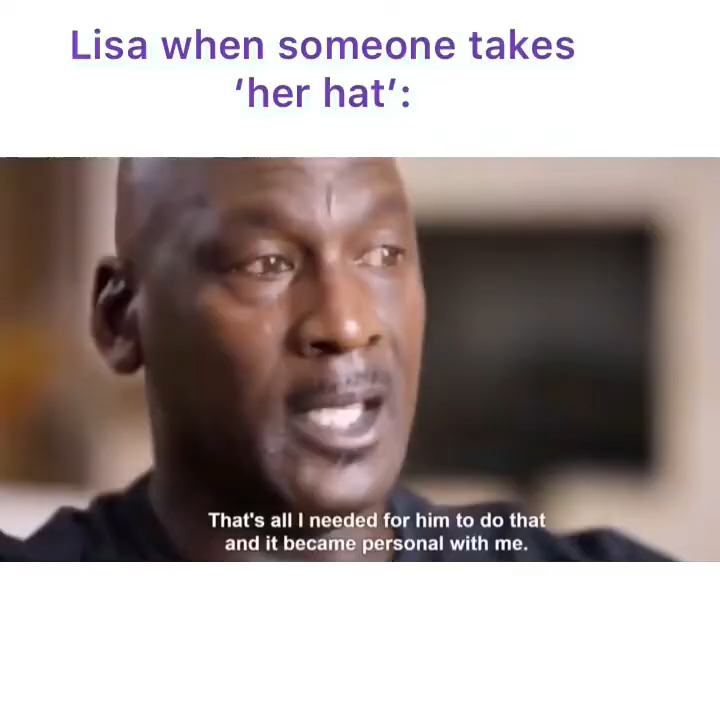 Lisa when someone takes
‘her hat’:
That's all I needed for him to do that
and it became personal with me.